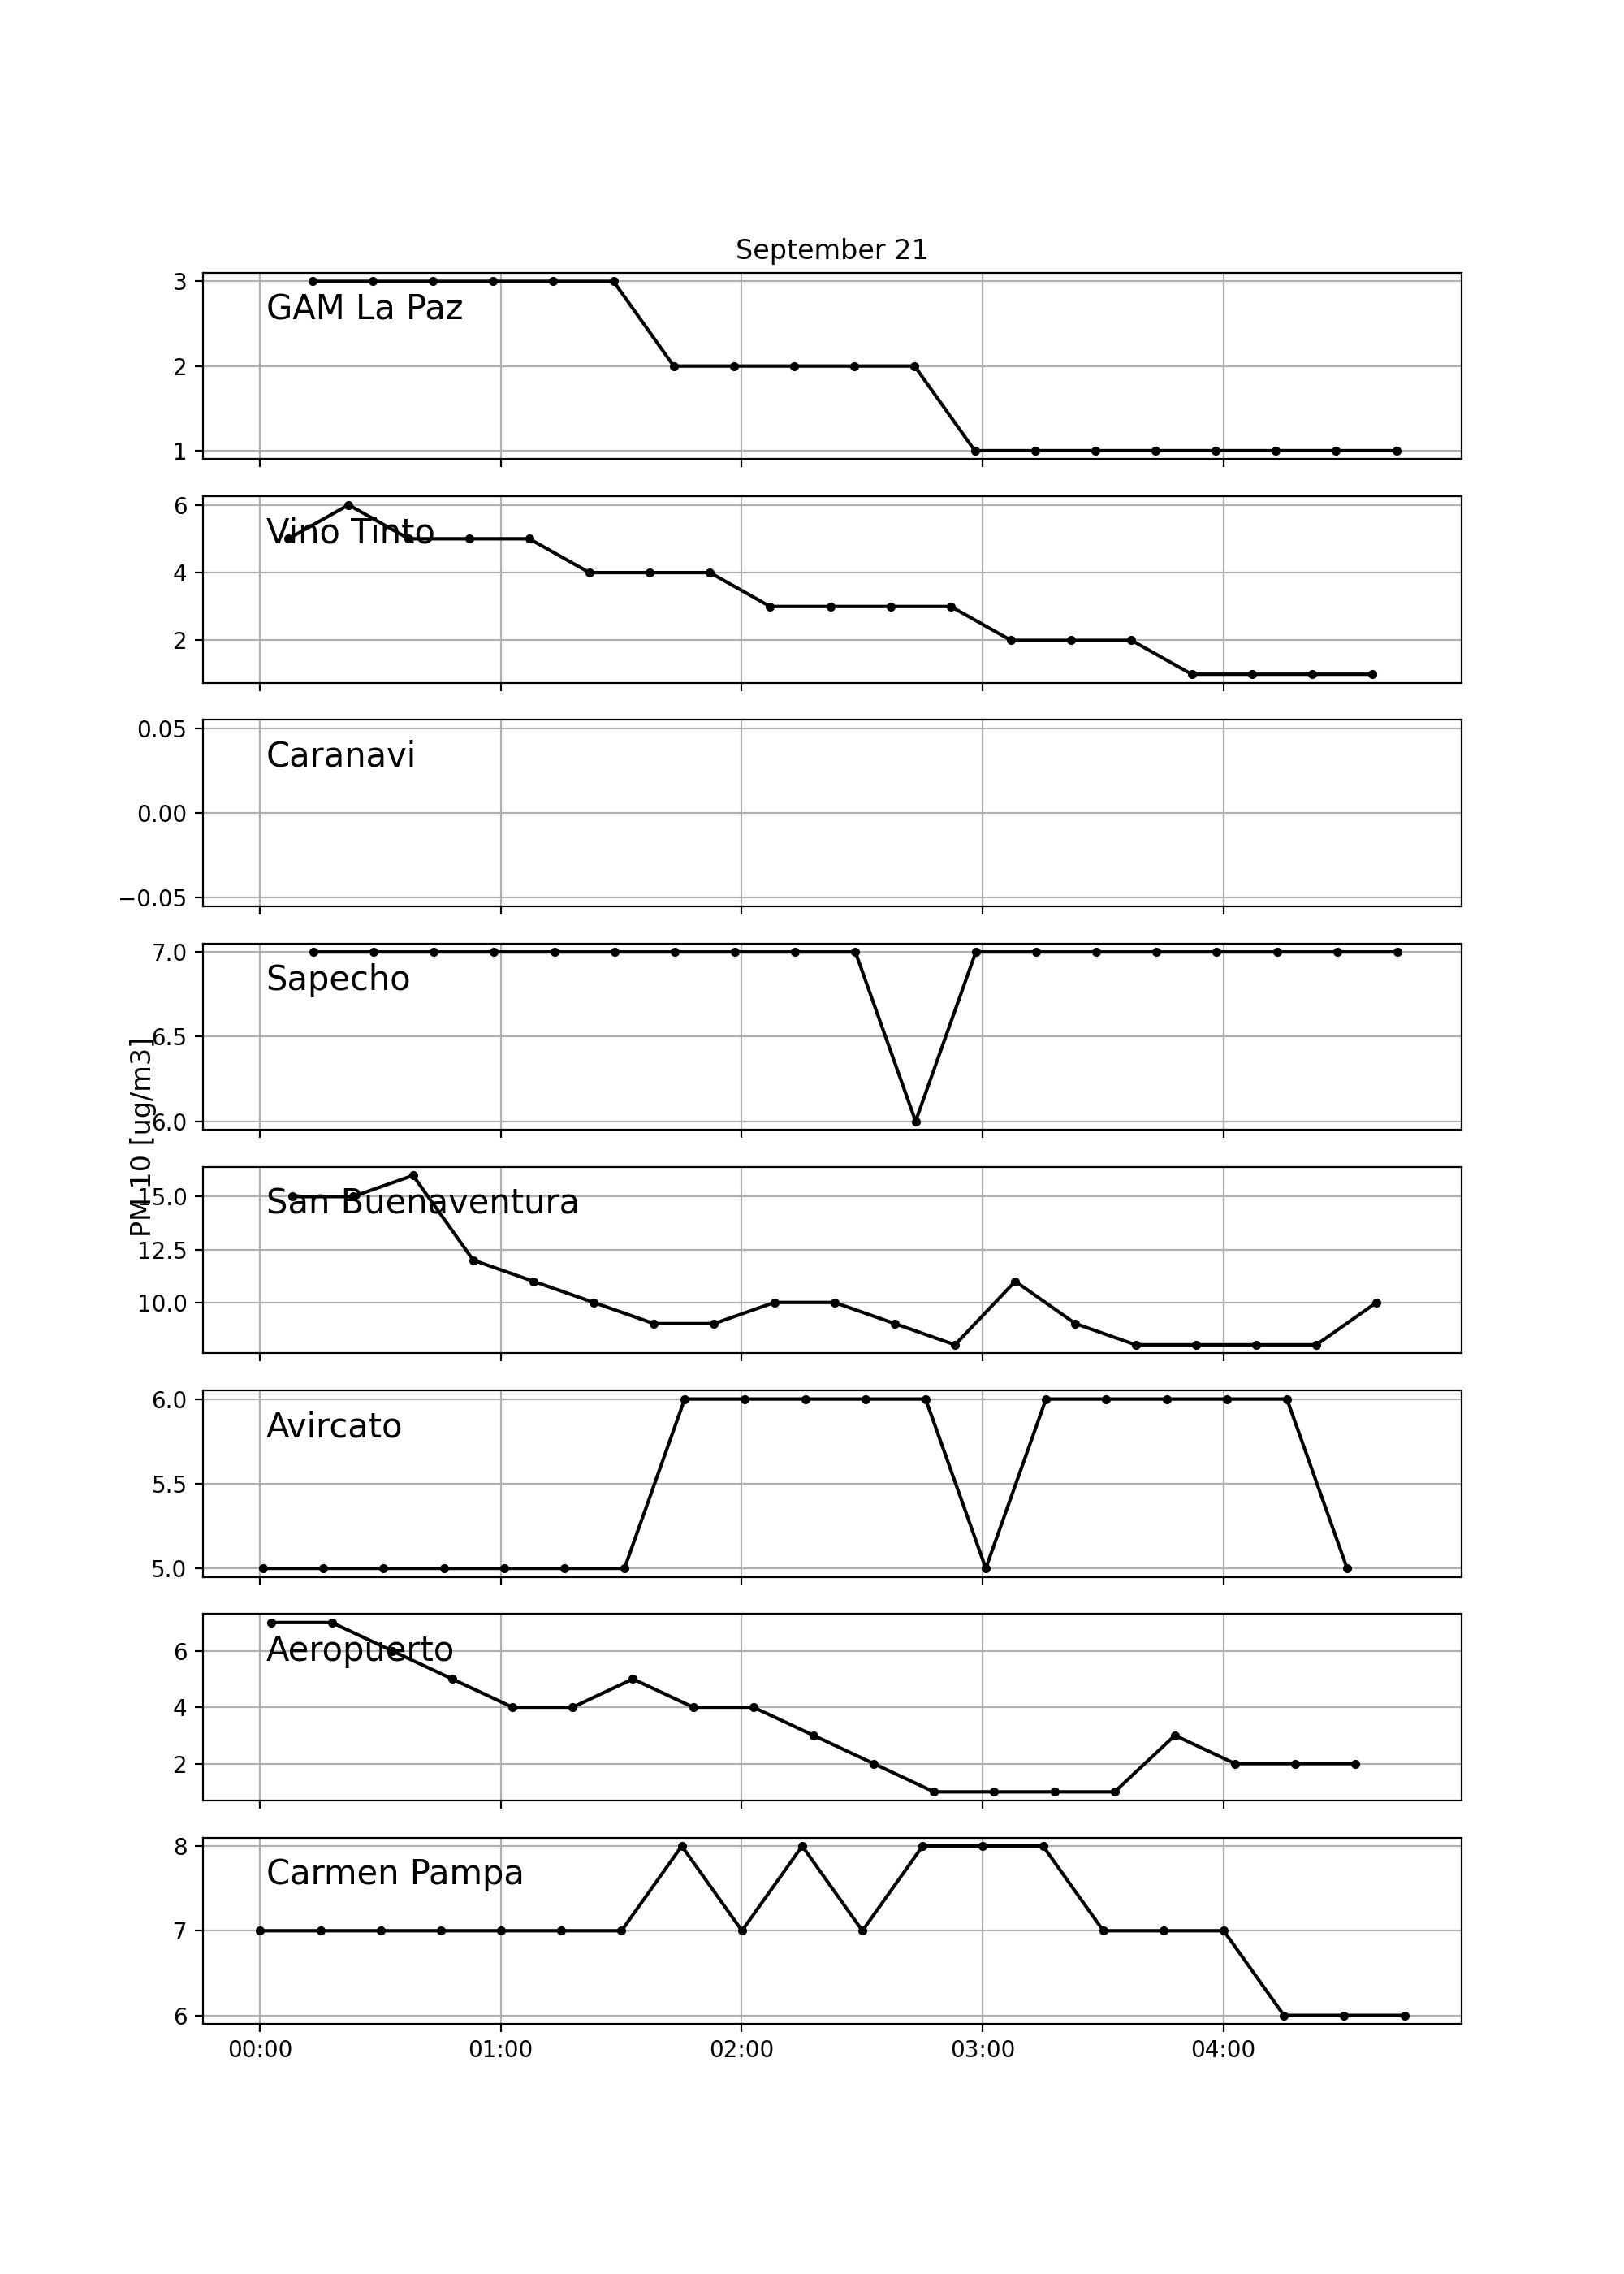 September 21
3
GAM La Paz
2
1
6
Vino Tinto
4
2
0.05
Caranavi
0.00
−0.05
7.0
Sapecho
6.5
6.0
PM 10 [ug/m3]
15.0
San Buenaventura
12.5
10.0
6.0
Avircato
5.5
5.0
6
Aeropuerto
4
2
8
Carmen Pampa
7
6
00:00 01:00 02:00 03:00 04:00